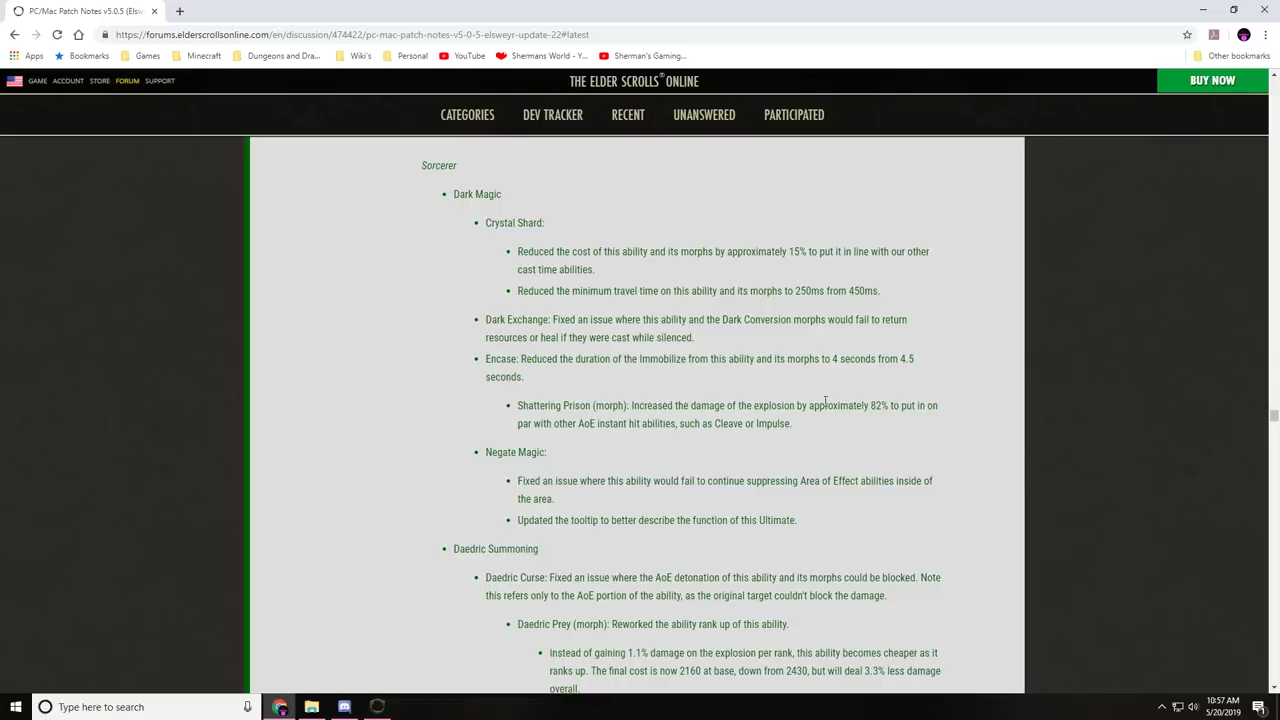 PC/Mac Patch Notes v5.0.5 (Elsw
https://forums.elderscrollsonline.com/en/discussion/474422/pc-mac-patch-notes-v5-0-5-elsweyr-update-22#latest
Apps Bookmarks Games Minecraft Dungeons and Dra... Wiki's Personal YouTube Shermans World - Y... Sherman's Gaming... Other bookmarks
GAME ACCOUNT STORE FORUM SUPPORT THE ELDER SCROLLS® ONLINE BUY NOW
CATEGORIES DEV TRACKER RECENT UNANSWERED PARTICIPATED
Sorcerer
• Dark Magic
• Crystal Shard:
• Reduced the cost of this ability and its morphs by approximately 15% to put it in line with our other
cast time abilities.
• Reduced the minimum travel time on this ability and its morphs to 250ms from 450ms.
• Dark Exchange: Fixed an issue where this ability and the Dark Conversion morphs would fail to return
resources or heal if they were cast while silenced.
• Encase: Reduced the duration of the Immobilize from this ability and its morphs to 4 seconds from 4.5
seconds.
• Shattering Prison (morph): Increased the damage of the explosion by approximately 82% to put in on
par with other AoE instant hit abilities, such as Cleave or Impulse.
• Negate Magic:
• Fixed an issue where this ability would fail to continue suppressing Area of Effect abilities inside of
the area.
• Updated the tooltip to better describe the function of this Ultimate.
• Daedric Summoning
• Daedric Curse: Fixed an issue where the AoE detonation of this ability and its morphs could be blocked. Note
this refers only to the AoE portion of the ability, as the original target couldn't block the damage.
• Daedric Prey (morph): Reworked the ability rank up of this ability.
• Instead of gaining 1.1% damage on the explosion per rank, this ability becomes cheaper as it
ranks up. The final cost is now 2160 at base, down from 2430, but will deal 3.3% less damage
overall.
Type here to search
10:57 AM
5/20/2019